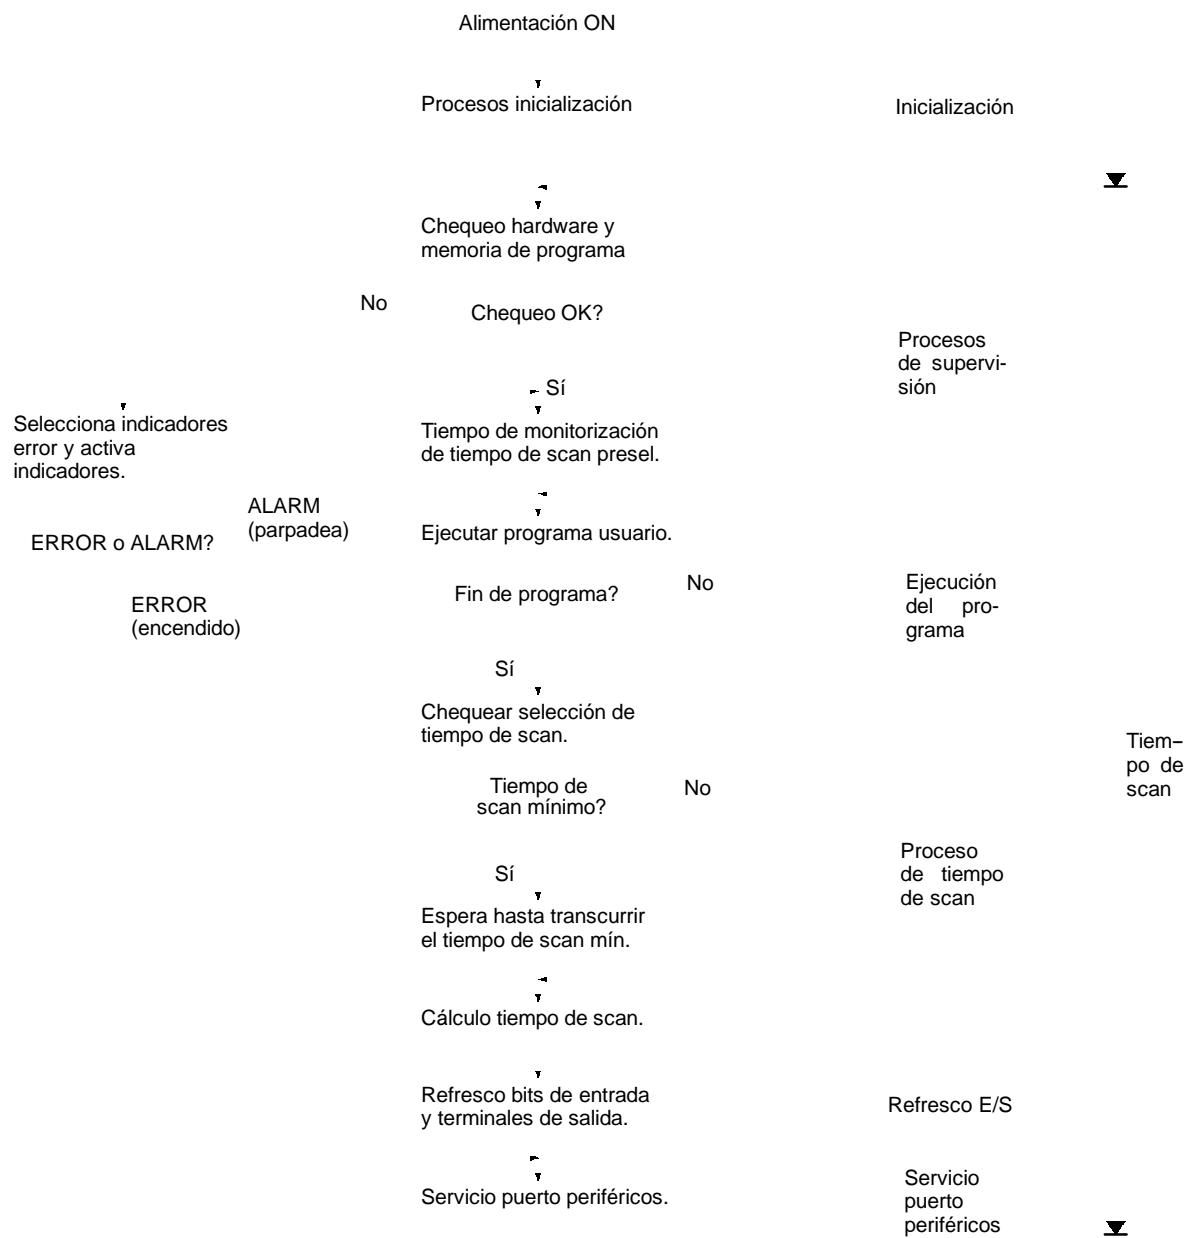 Alimentación ON
Procesos inicialización
Inicialización
Chequeo hardware y
memoria de programa
No
Chequeo OK?
Procesos
de supervi-
sión
Sí
Selecciona indicadores
error y activa
indicadores.
Tiempo de monitorización
de tiempo de scan presel.
ALARM
(parpadea)
ERROR o ALARM?
Ejecutar programa usuario.
ERROR
(encendido)
Fin de programa?
No
Ejecución
del pro-
grama
Sí
Chequear selección de
tiempo de scan.
Tiem-
po de
scan
Tiempo de
scan mínimo?
No
Proceso
de tiempo
de scan
Sí
Espera hasta transcurrir
el tiempo de scan mín.
Cálculo tiempo de scan.
Refresco bits de entrada
y terminales de salida.
Refresco E/S
Servicio puerto periféricos.
Servicio
puerto
periféricos